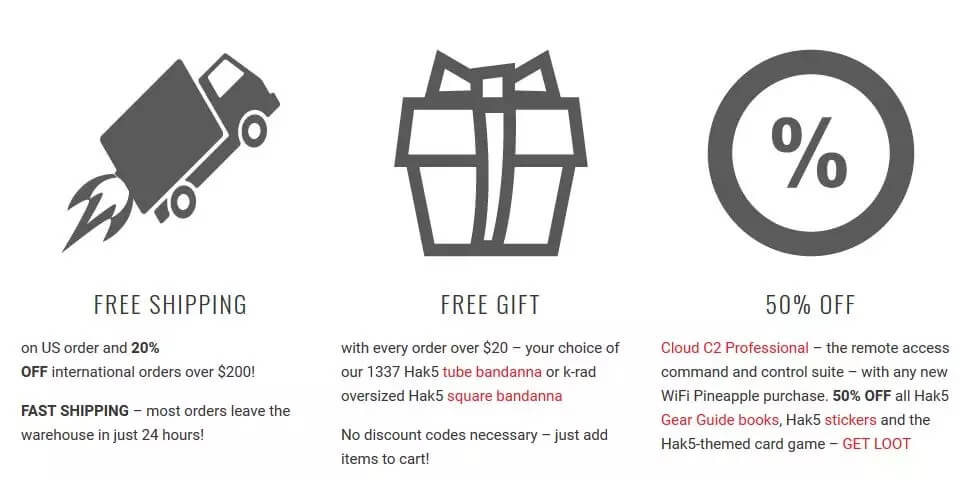 %
FREE SHIPPING
on US order and 20%
OFF international orders over $200!
FAST SHIPPING – most orders leave the
warehouse in just 24 hours!
FREE GIFT
with every order over $20 – your choice of
our 1337 Hak5 tube bandanna or k-rad
oversized Hak5 square bandanna
No discount codes necessary – just add
items to cart!
50% OFF
Cloud C2 Professional – the remote access
command and control suite – with any new
WiFi Pineapple purchase. 50% OFF all Hak5
Gear Guide books, Hak5 stickers and the
Hak5-themed card game – GET LOOT